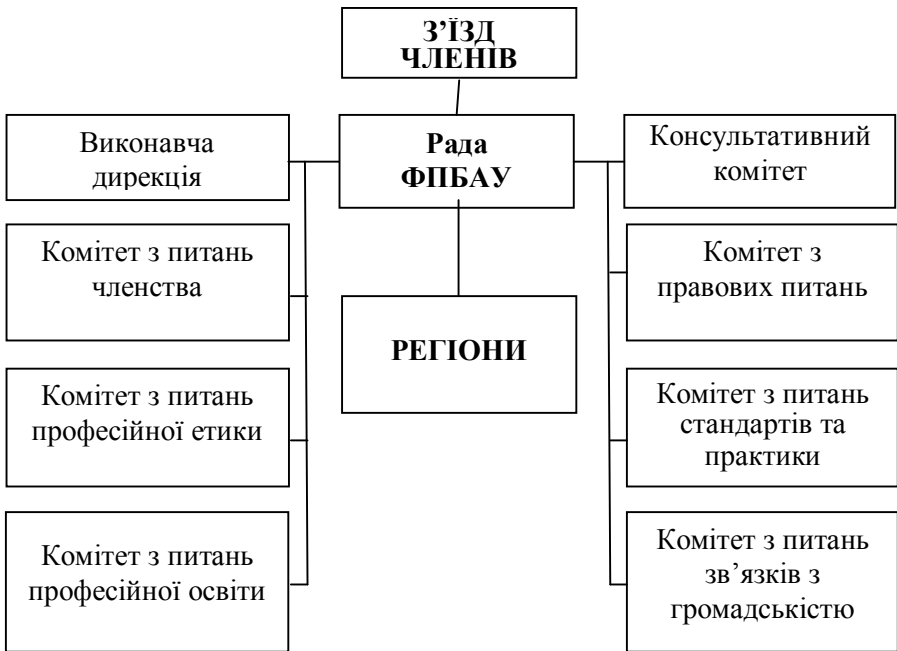 З’ЇЗД
ЧЛЕНІВ
Виконавча
дирекція
Рада
ФПБАУ
Консультативний
комітет
Комітет з питань
членства
Комітет з
правових питань
РЕГІОНИ
Комітет з питань
професійної етики
Комітет з питань
стандартів та
практики
Комітет з питань
професійної освіти
Комітет з питань
зв’язків з
громадськістю